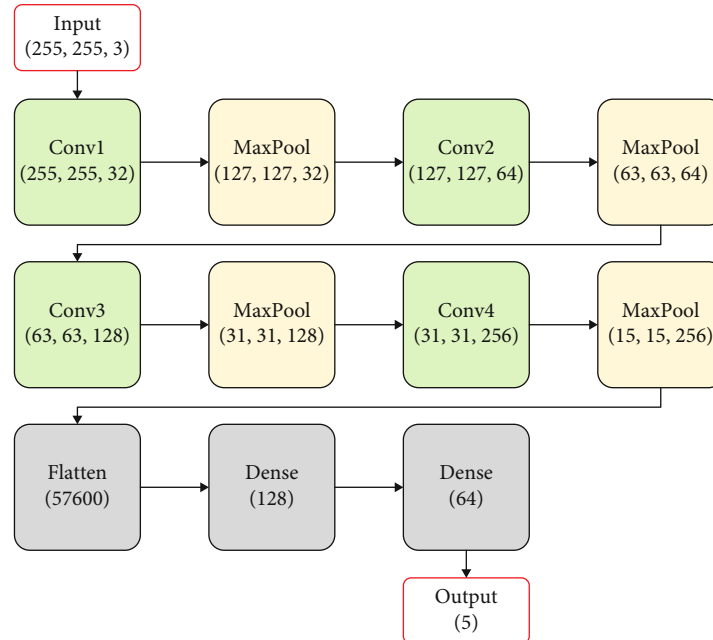 Input
(255, 255, 3)
Conv1
(255, 255, 32)
MaxPool
(127, 127, 32)
Conv2
(127, 127, 64)
MaxPool
(63, 63, 64)
Conv3
(63, 63, 128)
MaxPool
(31, 31, 128)
Conv4
(31, 31, 256)
MaxPool
(15, 15, 256)
Flatten
(57600)
Dense
(128)
Dense
(64)
Output
(5)